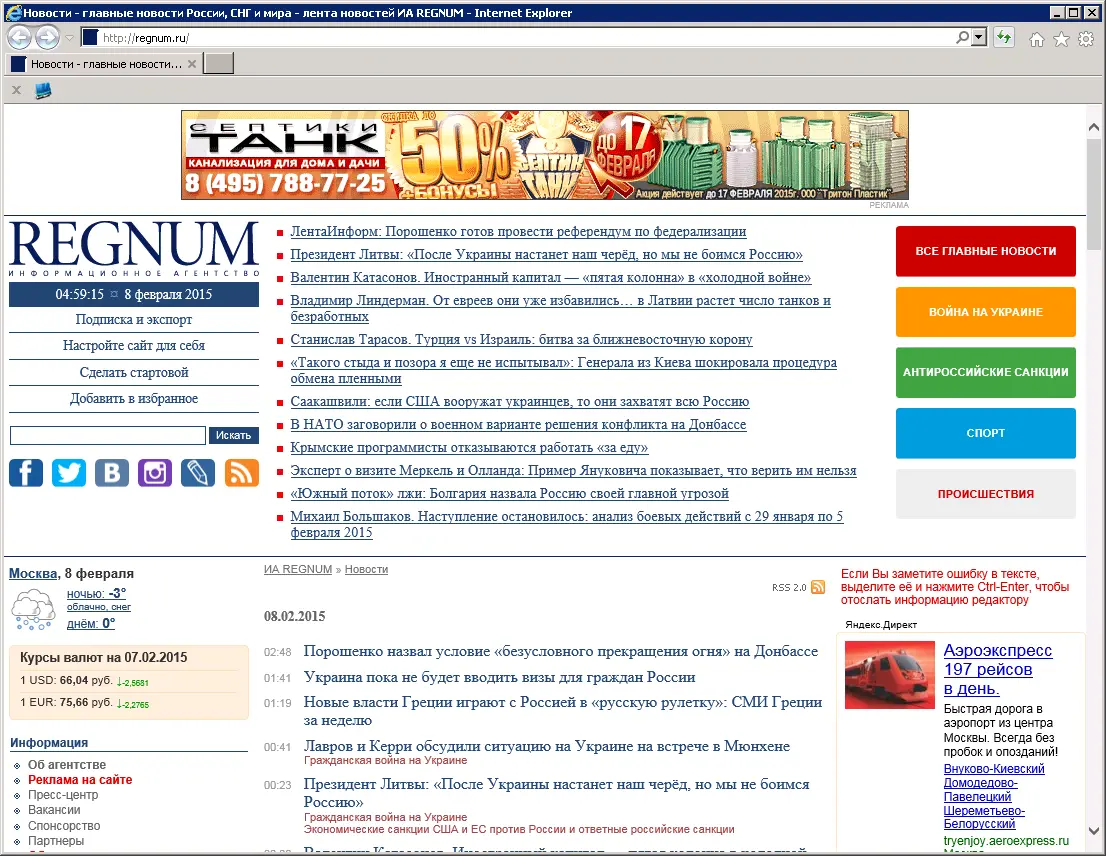 Новости - главные новости России, СНГ и мира - лента новостей ИА REGNUM - Internet Explorer
http://regnum.ru/
Новости - главные новости...
СЕПТИКИ
ТАНК
КАНАЛИЗАЦИЯ ДЛЯ ДОМА И ДАЧИ
8 (495) 788-77-25
СКИДКА ДО
50%
+БОНУСЫ
СЕПТИК
ТАНК
ДО 17
ФЕВРАЛЯ
Акция действует до 17 ФЕВРАЛЯ 2015г. ООО "Тритон Пластик"
РЕКЛАМА
REGNUM
ИНФОРМАЦИОННОЕ АГЕНТСТВО
04:59:15 ¤ 8 февраля 2015
Подписка и экспорт
Настройте сайт для себя
Сделать стартовой
Добавить в избранное
Искать
ЛентаИнформ: Порошенко готов провести референдум по федерализации
Президент Литвы: «После Украины настанет наш черёд, но мы не боимся России»
Валентин Катасонов. Иностранный капитал — «пятая колонна» в «холодной войне»
Владимир Линдерман. От евреев они уже избавились… в Латвии растет число танков и
безработных
Станислав Тарасов. Турция vs Израиль: битва за ближневосточную корону
«Такого стыда и позора я еще не испытывал»: Генерала из Киева шокировала процедура
обмена пленными
Саакашвили: если США вооружат украинцев, то они захватят всю Россию
В НАТО заговорили о военном варианте решения конфликта на Донбассе
Крымские программисты отказываются работать «за еду»
Эксперт о визите Меркель и Олланда: Пример Януковича показывает, что верить им нельзя
«Южный поток» лжи: Болгария назвала Россию своей главной угрозой
Михаил Большаков. Наступление остановилось: анализ боевых действий с 29 января по 5
февраля 2015
ВСЕ ГЛАВНЫЕ НОВОСТИ
ВОЙНА НА УКРАИНЕ
АНТИРОССИЙСКИЕ САНКЦИИ
СПОРТ
ПРОИСШЕСТВИЯ
Москва, 8 февраля
ночью: -3°
облачно, снег
днём: 0°
Курсы валют на 07.02.2015
1 USD: 66,04 руб. ↓-2,5681
1 EUR: 75,66 руб. ↓-2,2765
Информация
Об агентстве
Реклама на сайте
Пресс-центр
Вакансии
Спонсорство
Партнеры
ИА REGNUM » Новости
RSS 2.0
08.02.2015
02:48 Порошенко назвал условие «безусловного прекращения огня» на Донбассе
01:41 Украина пока не будет вводить визы для граждан России
01:19 Новые власти Греции играют с Россией в «русскую рулетку»: СМИ Греции
за неделю
00:41 Лавров и Керри обсудили ситуацию на Украине на встрече в Мюнхене
Гражданская война на Украине
00:23 Президент Литвы: «После Украины настанет наш черёд, но мы не боимся
Россию»
Гражданская война на Украине
Экономические санкции США и ЕС против России и ответные российские санкции
Если Вы заметите ошибку в тексте,
выделите её и нажмите Ctrl-Enter, чтобы
отослать информацию редактору
Яндекс.Директ
Аэроэкспресс
197 рейсов
в день.
Быстрая дорога в
аэропорт из центра
Москвы. Всегда без
пробок и опозданий!
Внуково-Киевский
Домодедово-
Павелецкий
Шереметьево-
Белорусский
tryenjoy.aeroexpress.ru